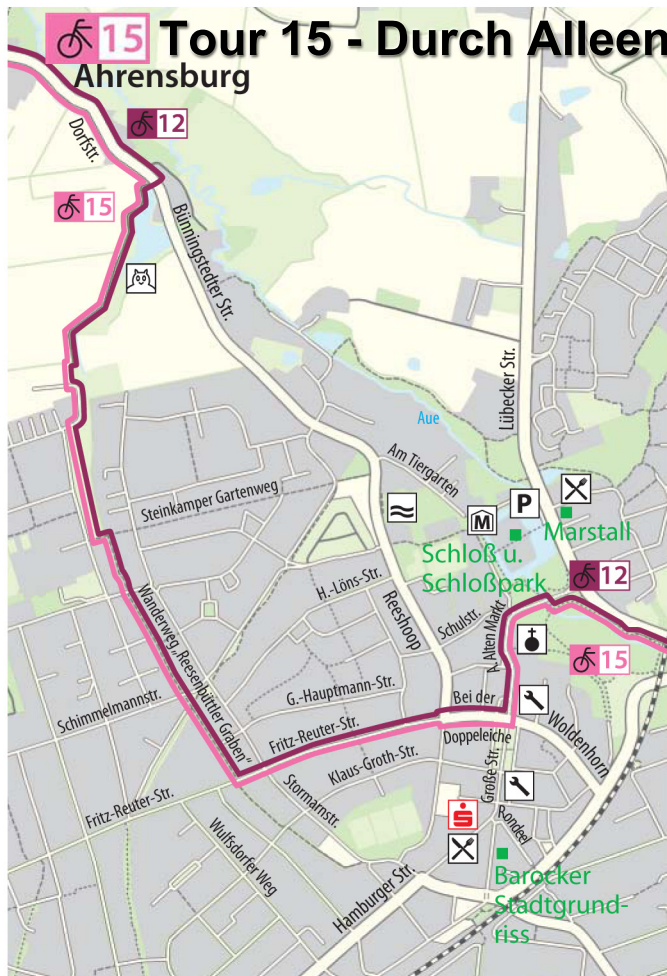 15 Tour 15 - Durch Alleen
Ahrensburg
12
Dorfstr.
15
Bünningstedter Str.
Lübecker Str.
Aue
Am Tiergarten
Steinkamper Gartenweg
P
M
Marstall
Schloß u.
Schloßpark
12
H.-Löns-Str.
Reeshoop
Schulstr.
A. Alten Markt
15
Wanderweg „Reesenbüttler Graben“
G.-Hauptmann-Str.
Schimmelmannstr.
Bei der
Doppeleiche
Fritz-Reuter-Str.
Woldenhorn
Klaus-Groth-Str.
Große Str.
Stormarnstr.
Fritz-Reuter-Str.
Rondeel
Wulfsdorfer Weg
Hamburger Str.
Barocker
Stadtgrund-
riss